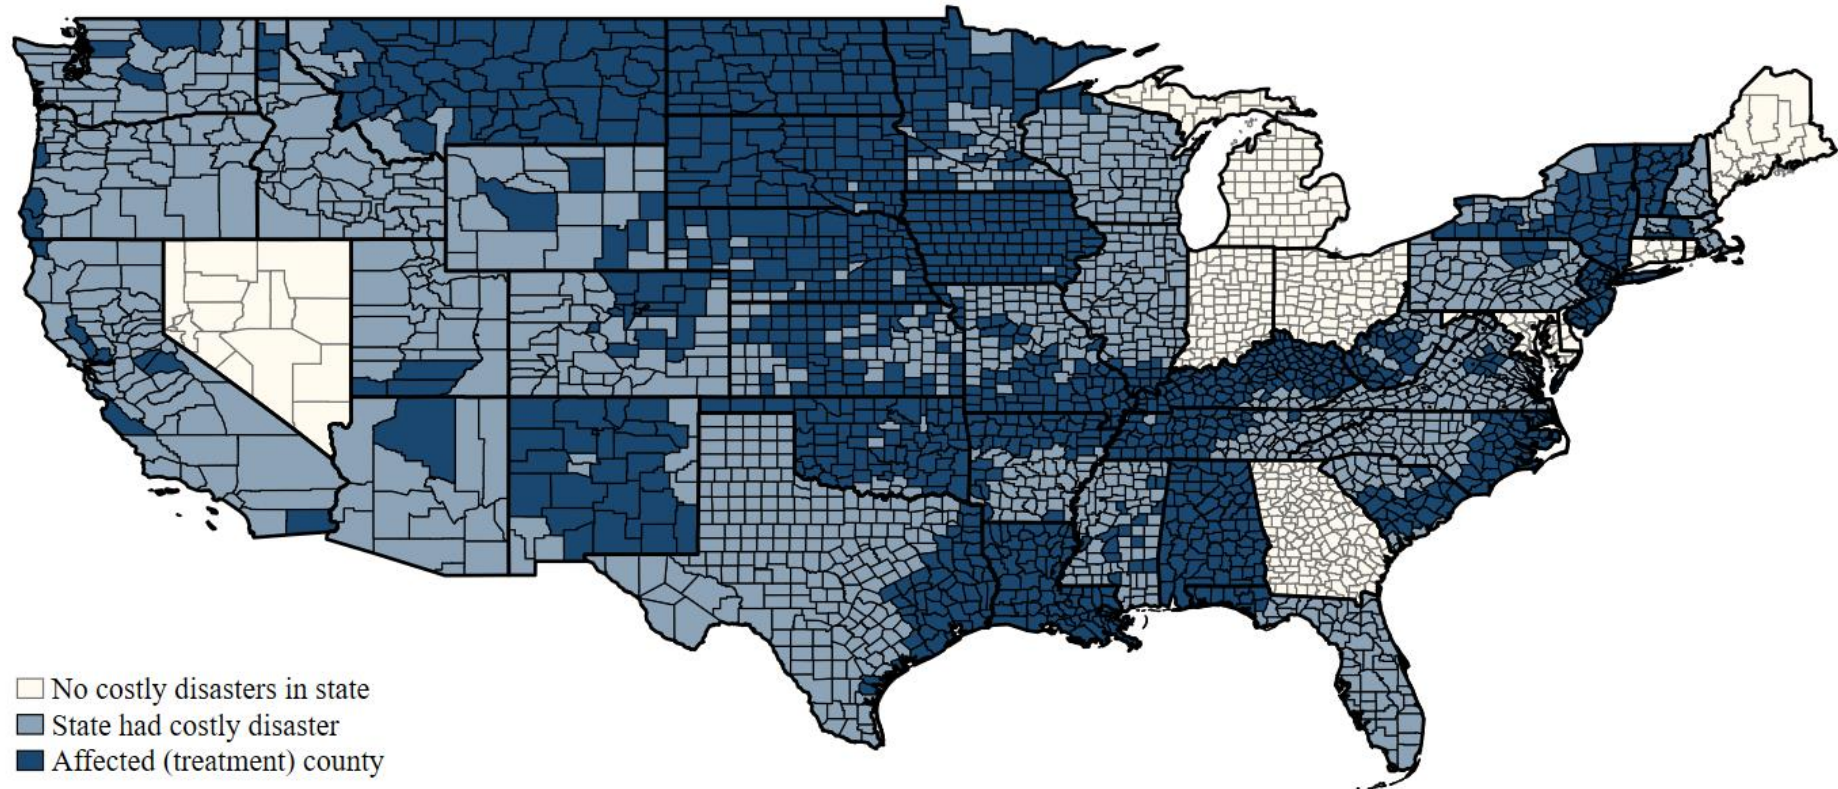 No costly disasters in state
State had costly disaster
Affected (treatment) county